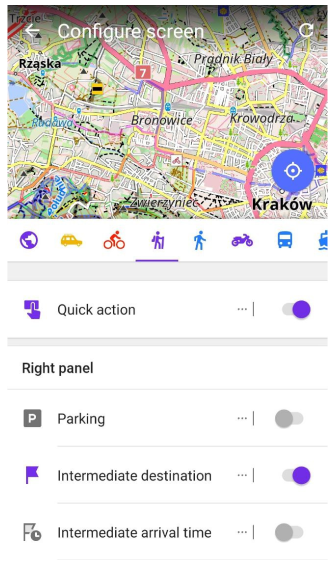 Trzcie
Configure screen
Rząska
Prądnik Biały
7
Rudawa
Bronowice
Krowodrza
Zwierzyniec
Kraków
Quick action
Right panel
P
Parking
Intermediate destination
Intermediate arrival time